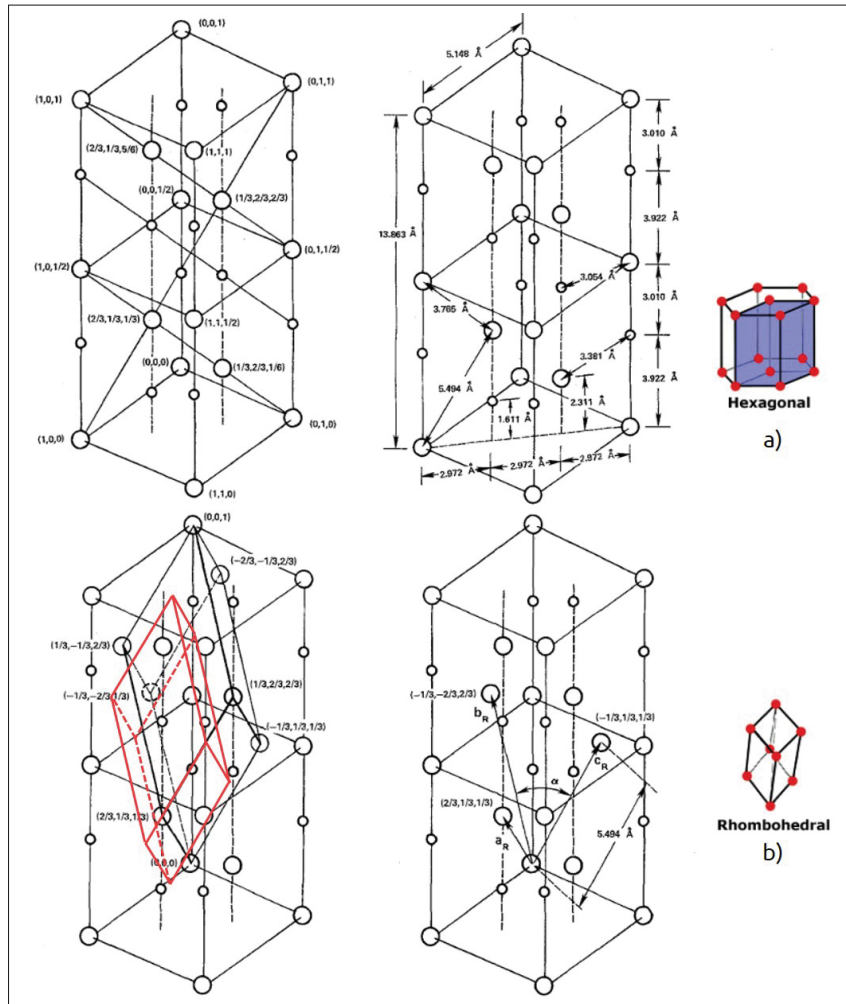 (0,0,1)
(0,1,1)
(1,0,1)
(2/3,1/3,5/6)
(1,1,1)
(0,0,1/2)
(1/3,2/3,2/3)
(0,1,1/2)
(1,0,1/2)
(2/3,1/3,1/3)
(1,1,1/2)
(0,0,0)
(1/3,2/3,1/6)
(0,1,0)
(1,0,0)
(1,1,0)
5.148 Å
3.010 Å
3.922 Å
13.863 Å
3.054 Å
3.010 Å
3.765 Å
3.381 Å
3.922 Å
5.494 Å
2.311 Å
1.611 Å
2.972 Å
2.972 Å
2.972 Å
Hexagonal
a)
(0,0,1)
(−2/3,−1/3,2/3)
(1/3,−1/3,2/3)
(1/3,2/3,2/3)
(−1/3,−2/3,1/3)
(−1/3,1/3,1/3)
(2/3,1/3,1/3)
(0,0,0)
(−1/3,−2/3,2/3)
(−1/3,1/3,1/3)
bR
cR
α
(2/3,1/3,1/3)
aR
5.494 Å
Rhombohedral
b)